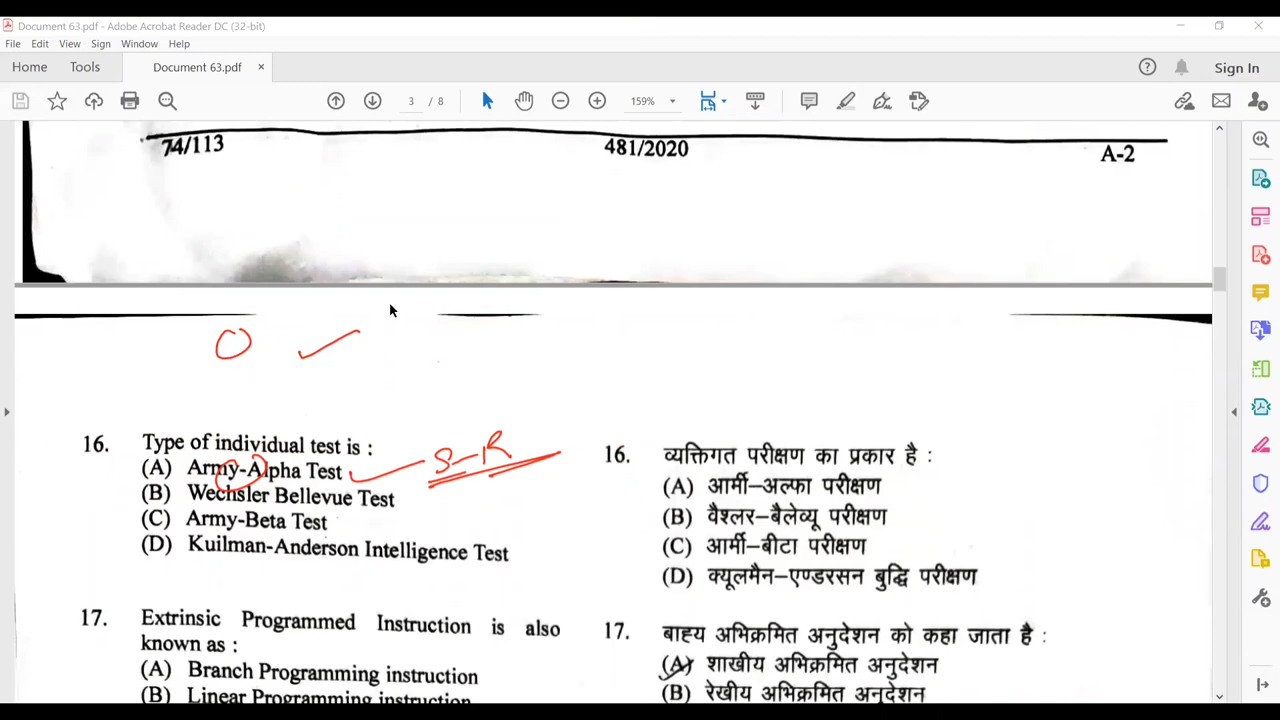 Document 63.pdf - Adobe Acrobat Reader DC (32-bit)
File Edit View Sign Window Help
Home Tools Document 63.pdf × Sign In
3 / 8 159%
74/113 481/2020 A-2
16. Type of individual test is :
(A) Army-Alpha Test S-R
(B) Wechsler Bellevue Test
(C) Army-Beta Test
(D) Kuilman-Anderson Intelligence Test
17. Extrinsic Programmed Instruction is also
known as :
(A) Branch Programming instruction
(B) Linear Programming instruction
16. व्यक्तिगत परीक्षण का प्रकार है :
(A) आर्मी–अल्फा परीक्षण
(B) वैश्लर–बैलेव्यू परीक्षण
(C) आर्मी–बीटा परीक्षण
(D) क्यूलमैन–एण्डरसन बुद्धि परीक्षण
17. बाह्य अभिक्रमित अनुदेशन को कहा जाता है :
(A) शाखीय अभिक्रमित अनुदेशन
(B) रेखीय अभिक्रमित अनुदेशन